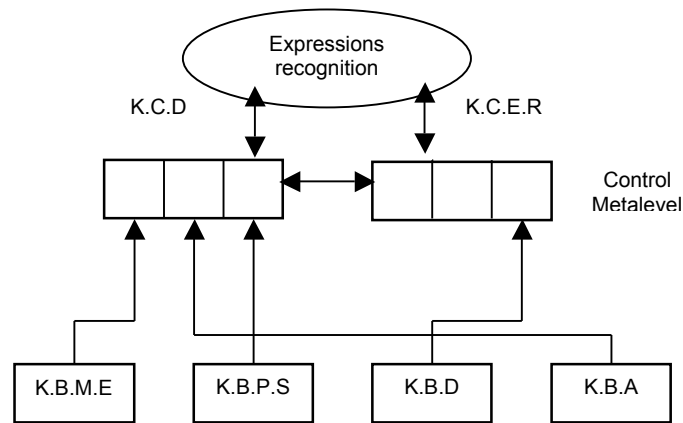 Expressions
recognition
K.C.D
K.C.E.R
Control
Metalevel
K.B.M.E
K.B.P.S
K.B.D
K.B.A